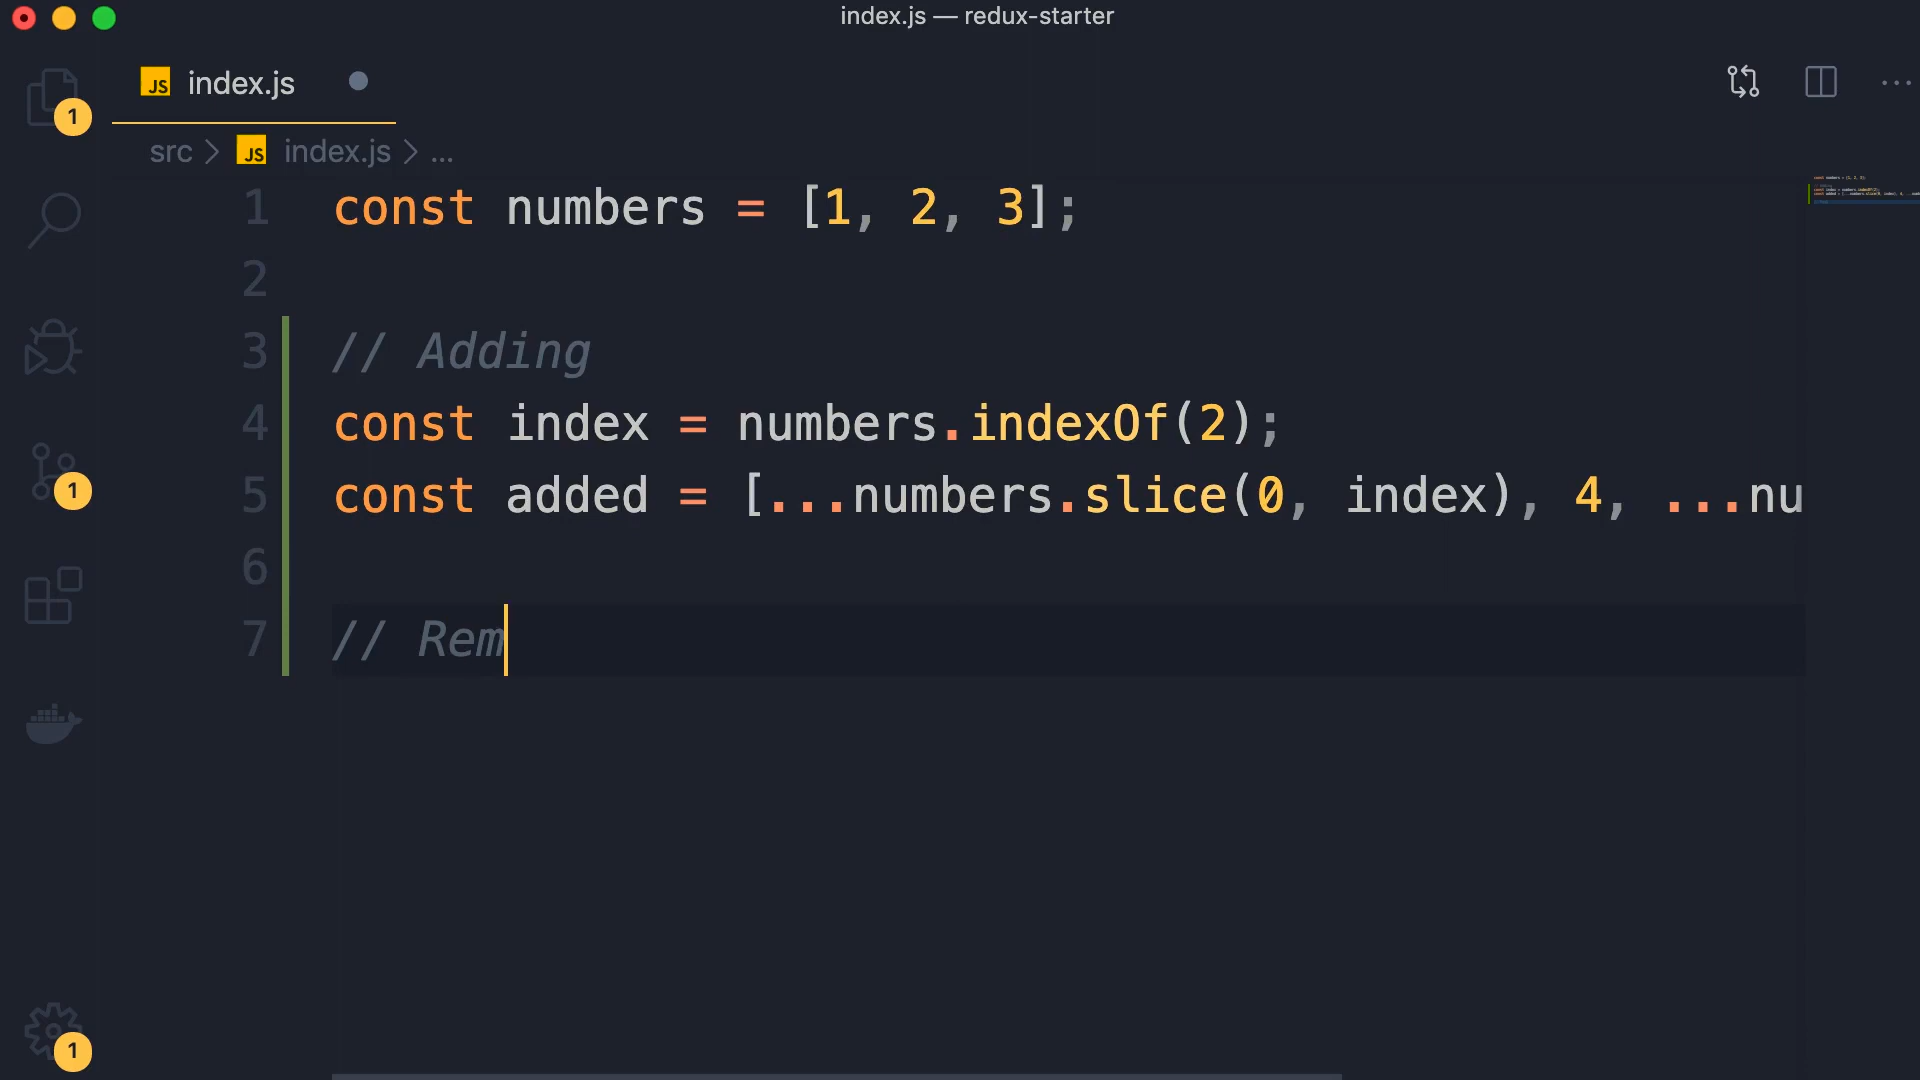 index.js — redux-starter
JS index.js
src > JS index.js > ...
1 const numbers = [1, 2, 3];
2
3 // Adding
4 const index = numbers.indexOf(2);
5 const added = [...numbers.slice(0, index), 4, ...nu
6
7 // Rem
1
1
1